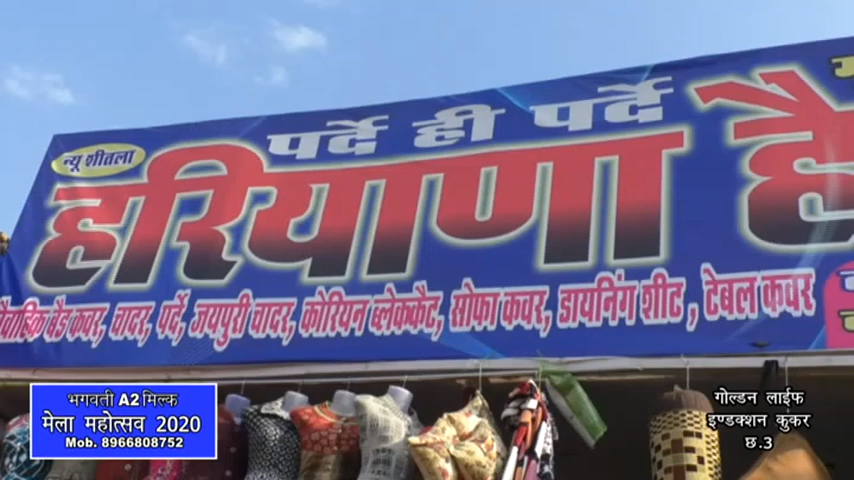 पर्दे ही पर्दे
न्यू शीतला
हरियाणा है
बैड कवर, चादर, पर्दे, जयपुरी चादर, कोरियन ब्लेककैट, सोफा कवर, डायनिंग शीट , टेबल कवर
भगवती A2 मिल्क
मेला महोत्सव 2020
Mob. 8966808752
गोल्डन लाईफ
इण्डक्शन कुकर
छ.3